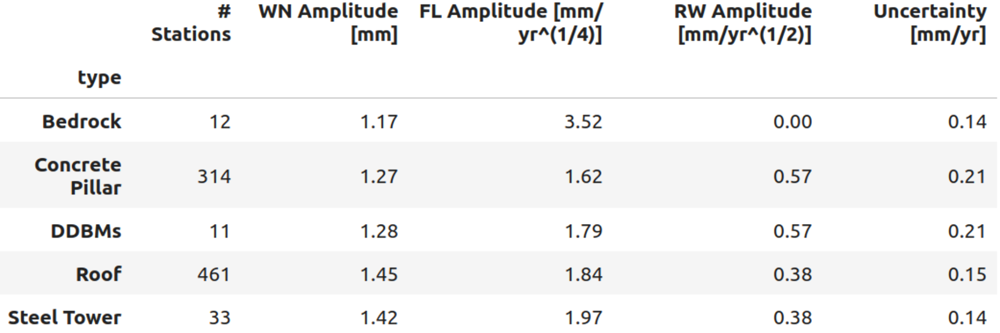 # Stations WN Amplitude [mm] FL Amplitude [mm/yr^(1/4)] RW Amplitude [mm/yr^(1/2)] Uncertainty [mm/yr]
type
Bedrock 12 1.17 3.52 0.00 0.14
Concrete Pillar 314 1.27 1.62 0.57 0.21
DDBMs 11 1.28 1.79 0.57 0.21
Roof 461 1.45 1.84 0.38 0.15
Steel Tower 33 1.42 1.97 0.38 0.14